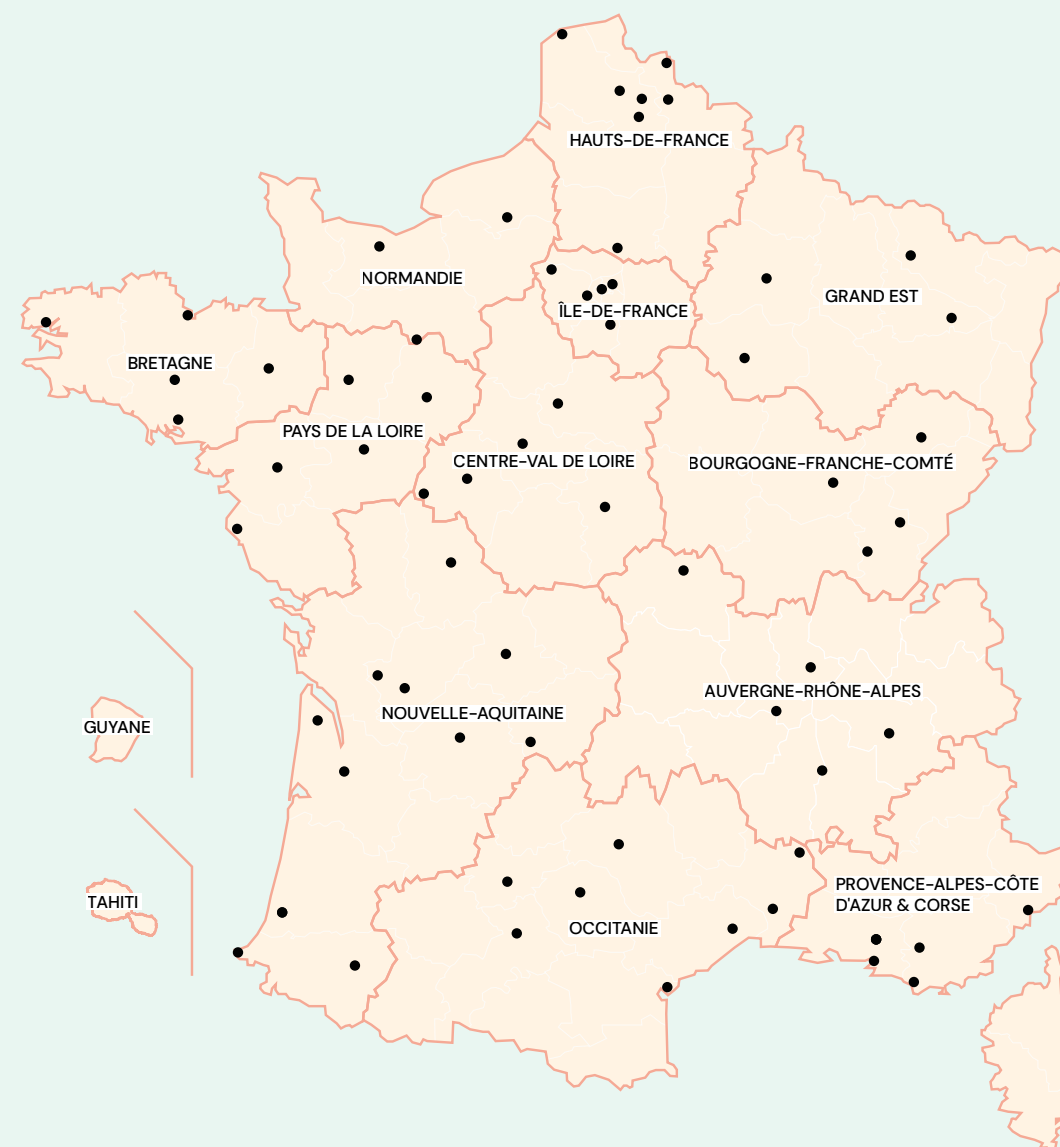 HAUTS-DE-FRANCE
NORMANDIE
GRAND EST
ÎLE-DE-FRANCE
BRETAGNE
PAYS DE LA LOIRE
CENTRE-VAL DE LOIRE
BOURGOGNE-FRANCHE-COMTÉ
AUVERGNE-RHÔNE-ALPES
NOUVELLE-AQUITAINE
GUYANE
PROVENCE-ALPES-CÔTE
D'AZUR & CORSE
TAHITI
OCCITANIE